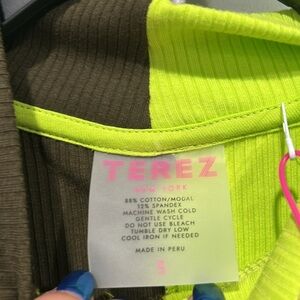 TEREZ
NEW YORK
88% COTTON/MOGAL
12% SPANDEX
MACHINE WASH COLD
GENTLE CYCLE
DO NOT USE BLEACH
TUMBLE DRY LOW
COOL IRON IF NEEDED
MADE IN PERU
S